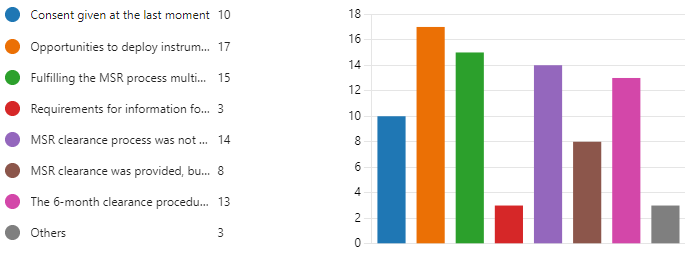 Consent given at the last moment 10
Opportunities to deploy instrum... 17
Fulfilling the MSR process multi... 15
Requirements for information fo... 3
MSR clearance process was not ... 14
MSR clearance was provided, bu... 8
The 6-month clearance procedu... 13
Others 3
18
16
14
12
10
8
6
4
2
0